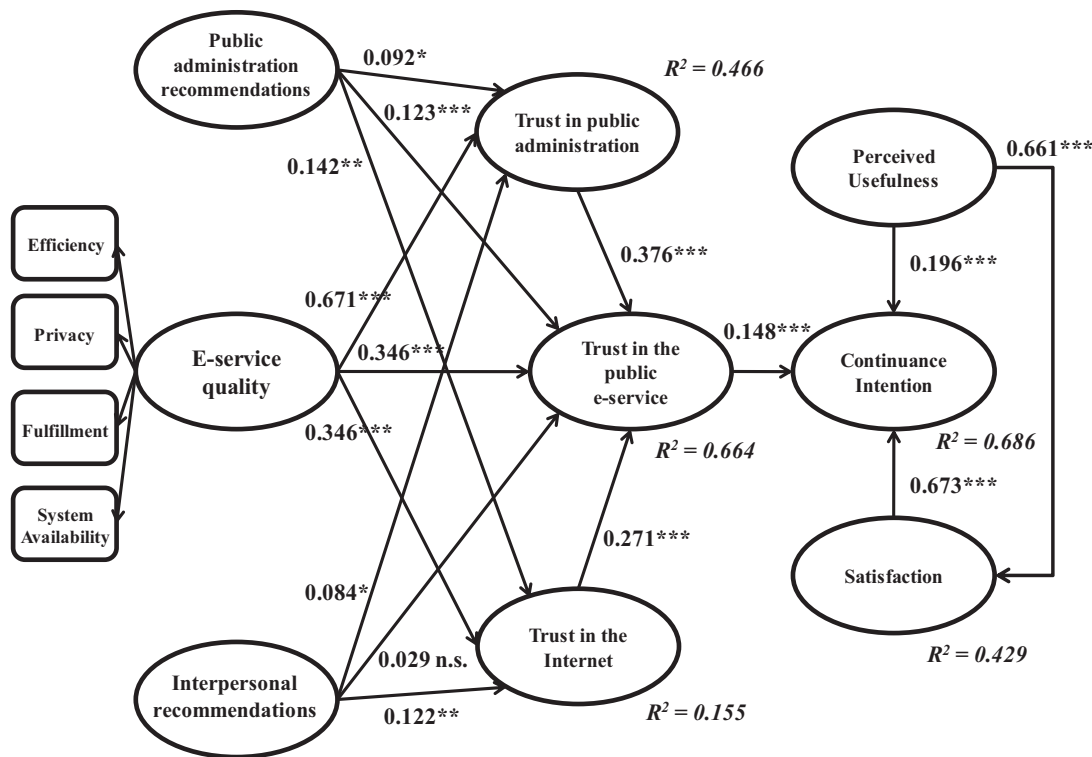 Public
administration
recommendations
0.092*
R² = 0.466
0.123***
Trust in public
administration
0.142**
Perceived
Usefulness
0.661***
Efficiency
0.376***
0.196***
0.671***
Privacy
E-service
quality
0.346***
Trust in the
public
e-service
0.148***
Continuance
Intention
Fulfillment
0.346***
R² = 0.664
R² = 0.686
System
Availability
0.673***
0.271***
0.084*
Satisfaction
Trust in the
Internet
0.029 n.s.
R² = 0.429
Interpersonal
recommendations
0.122**
R² = 0.155